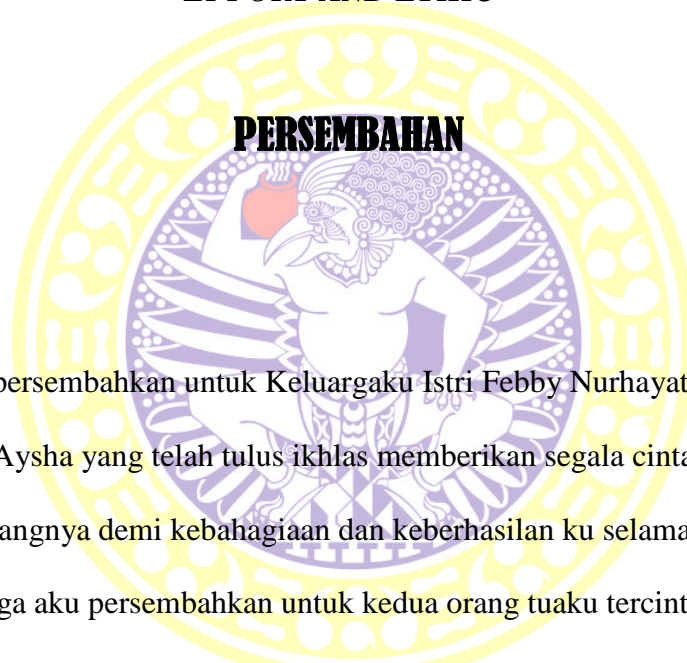 PERSEMBAHAN
persembahkan untuk Keluargaku Istri Febby Nurhayat
Aysha yang telah tulus ikhlas memberikan segala cinta
angnya demi kebahagiaan dan keberhasilan ku selama
ga aku persembahkan untuk kedua orang tuaku tercint